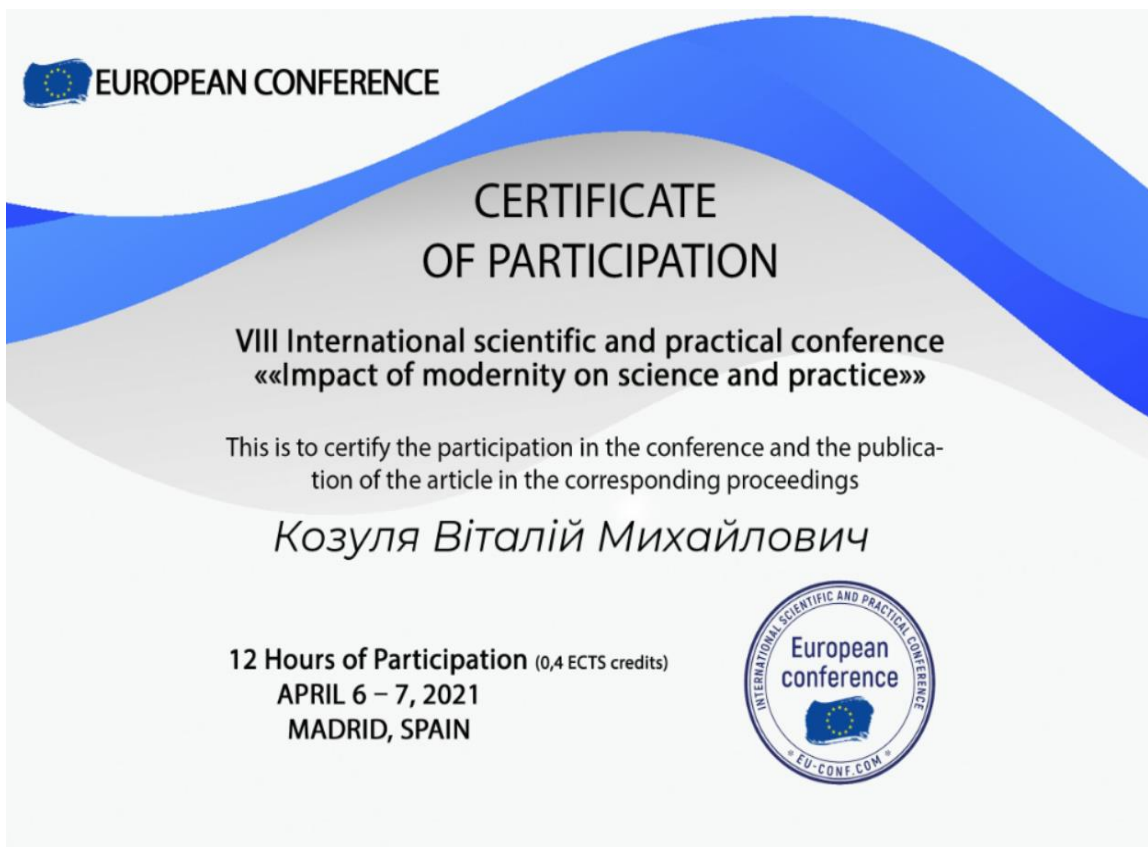 EUROPEAN CONFERENCE
CERTIFICATE
OF PARTICIPATION
VIII International scientific and practical conference
««Impact of modernity on science and practice»»
This is to certify the participation in the conference and the publica-
tion of the article in the corresponding proceedings
Козуля Віталій Михайлович
12 Hours of Participation (0,4 ECTS credits)
APRIL 6 – 7, 2021
MADRID, SPAIN
INTERNATIONAL SCIENTIFIC AND PRACTICAL CONFERENCE
European
conference
* EU-CONF.COM *